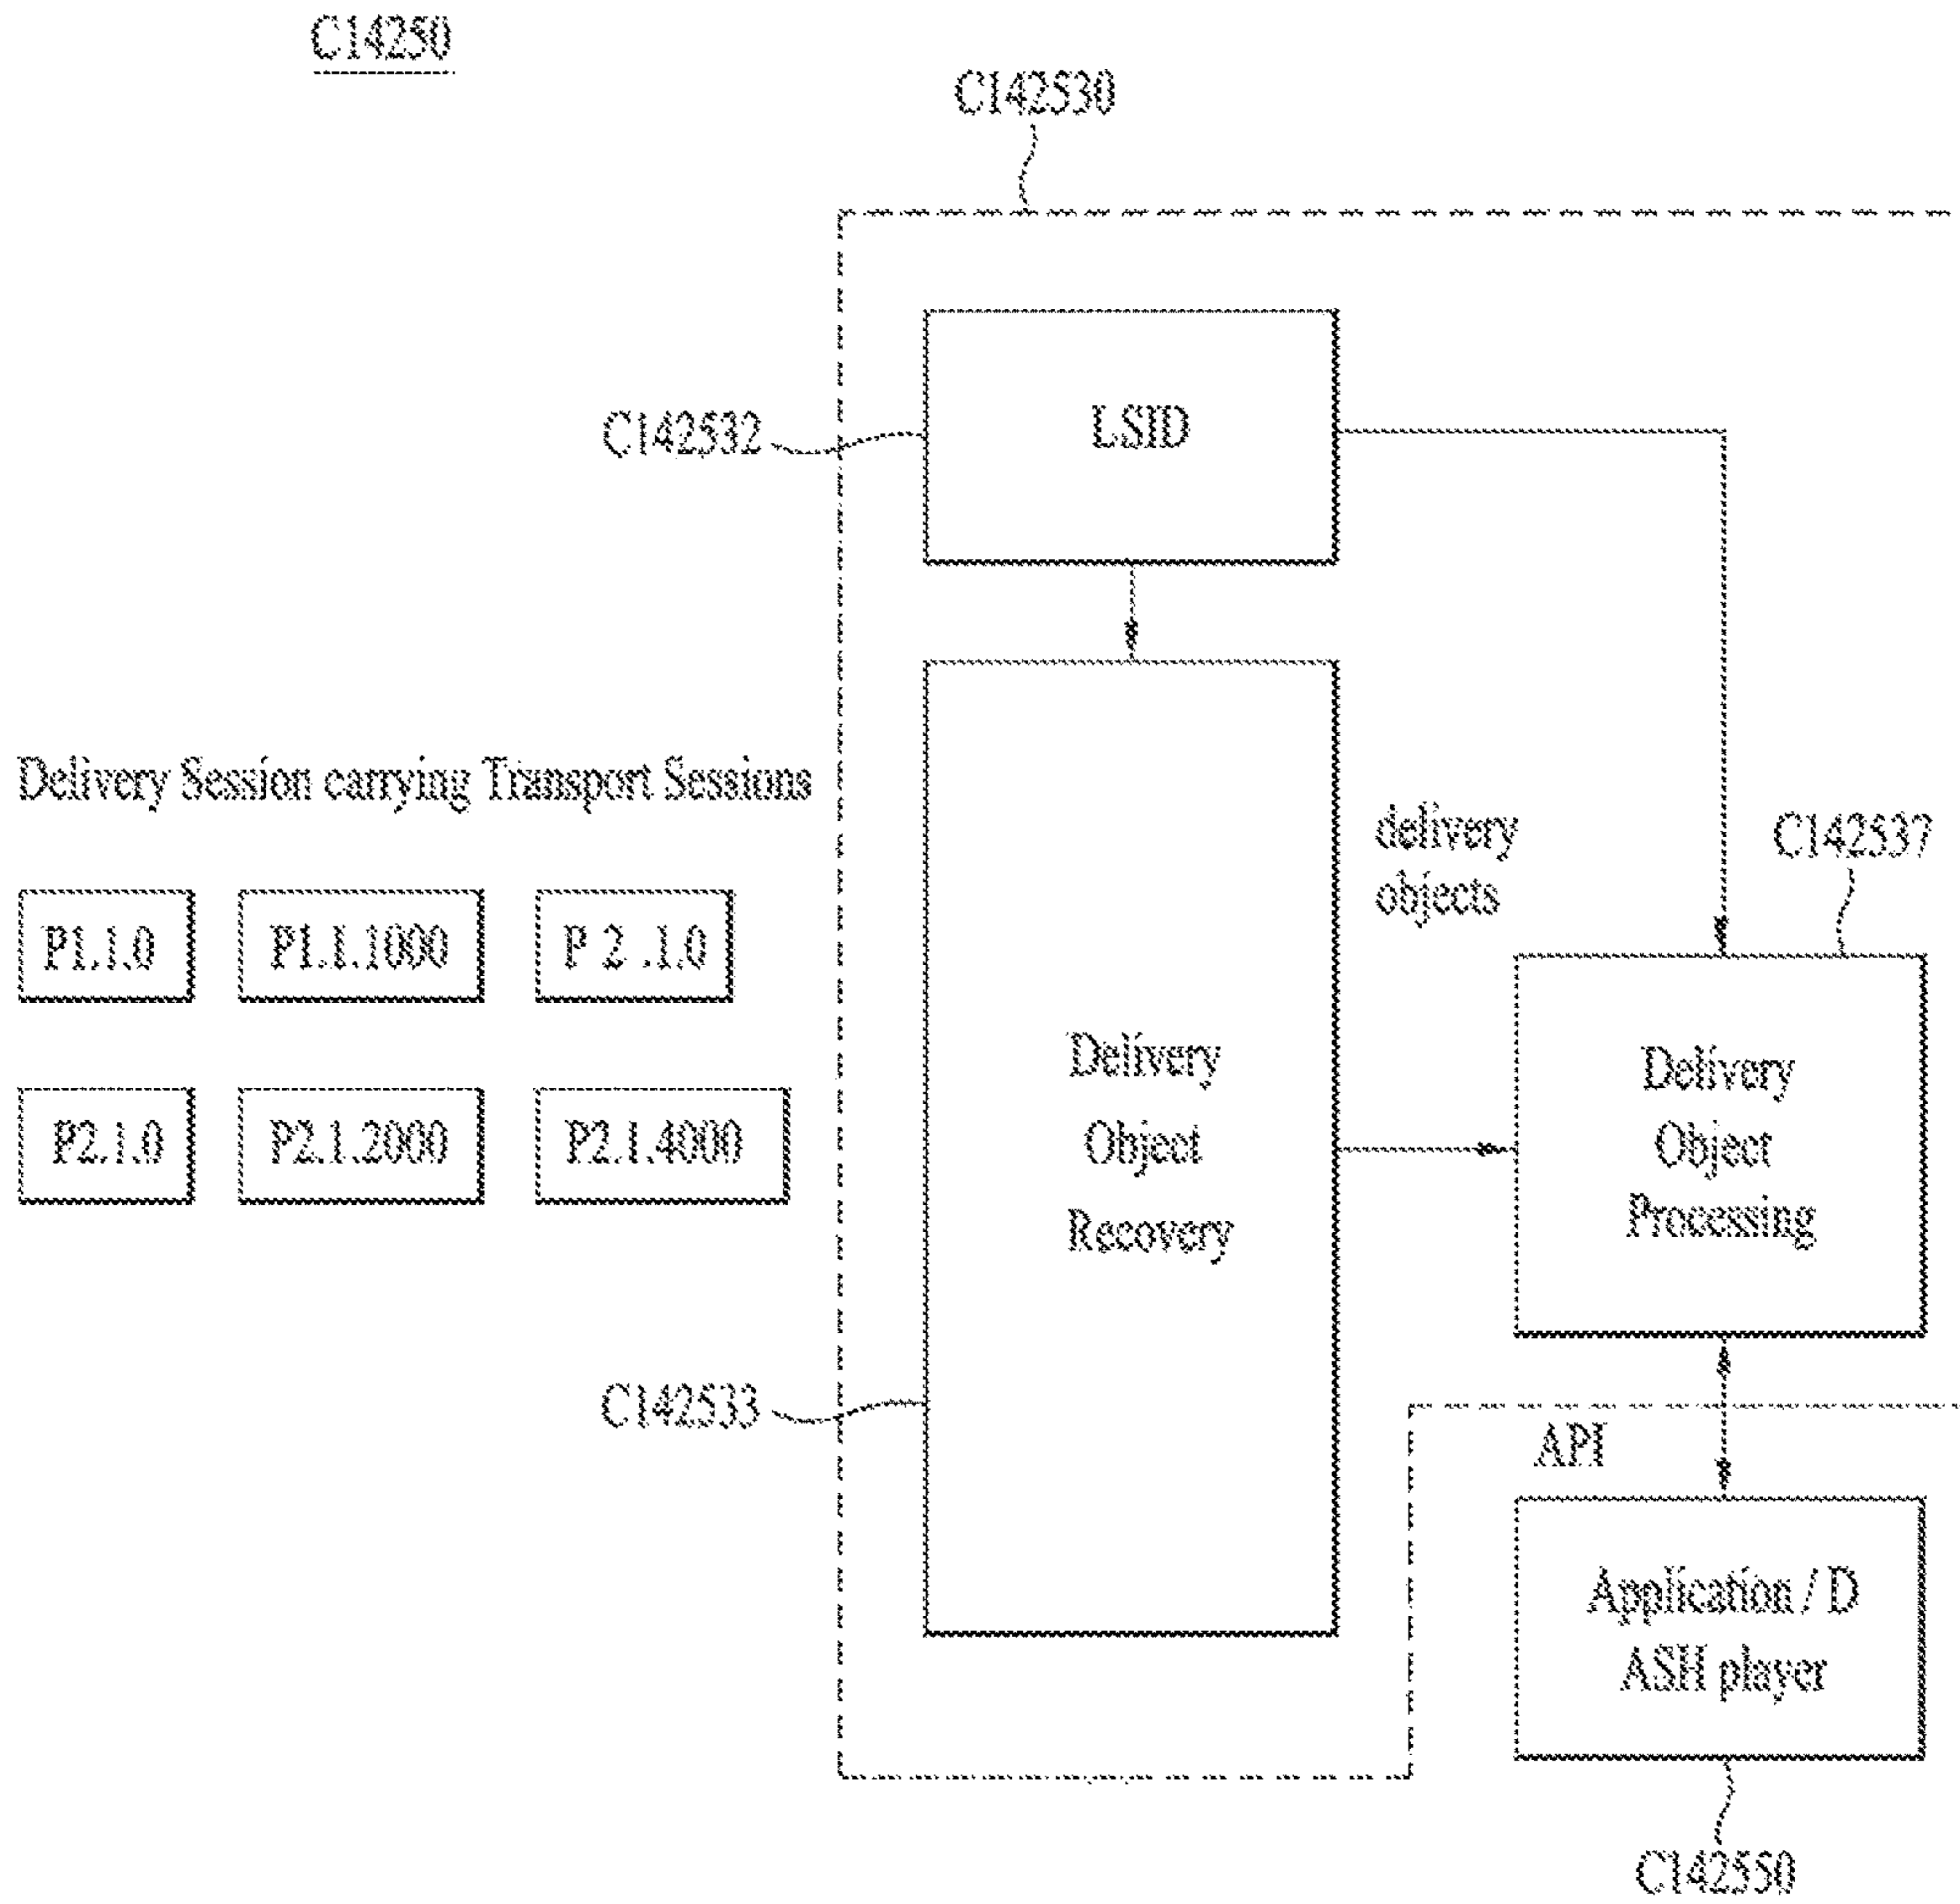 C14250
C142530
LSID
C142532
Delivery Session carrying Transport Sessions
delivery
objects
C142537
P1.1.0
P1.1.1000
P 2 .1.0
P2.1.0
P2.1.2000
P2.1.4000
Delivery
Object
Recovery
Delivery
Object
Processing
C142533
API
Application / D
ASH player
C142550